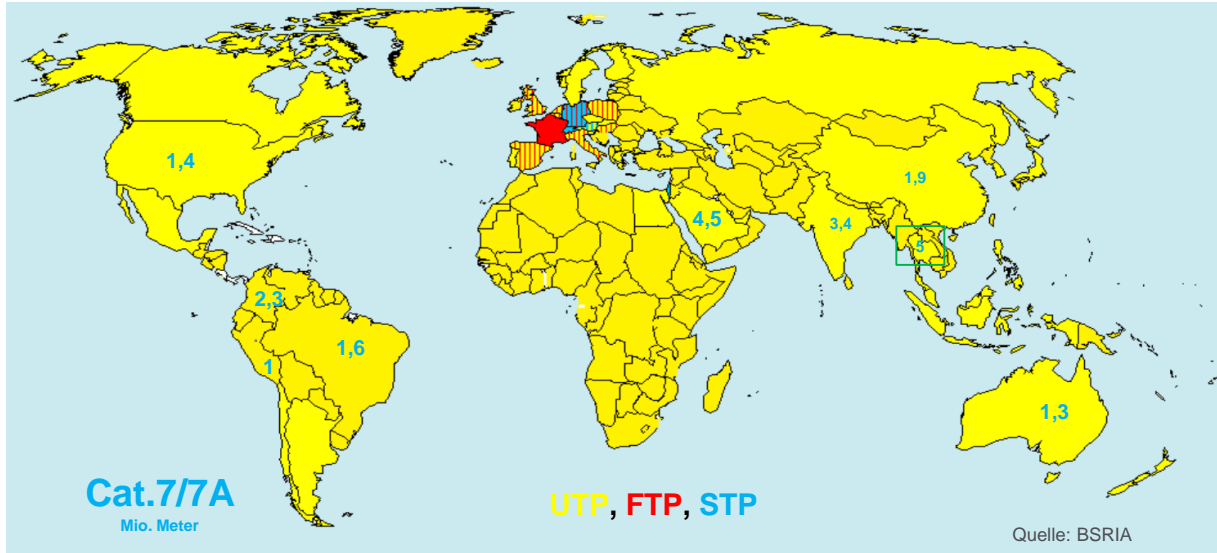 1,4
1,9
4,5
3,4
5
2,3
1,6
1
1,3
Cat.7/7A
Mio. Meter
UTP, FTP, STP
Quelle: BSRIA